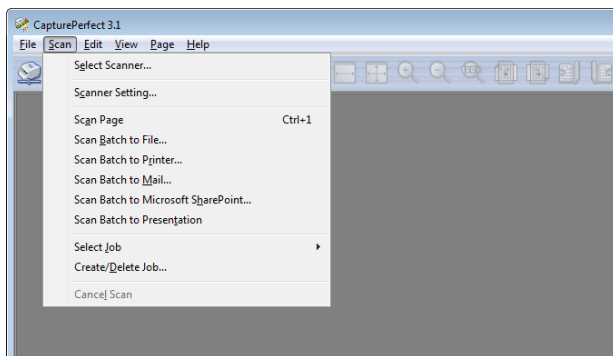 CapturePerfect 3.1
File Scan Edit View Page Help
Select Scanner...
Scanner Setting...
Scan Page Ctrl+1
Scan Batch to File...
Scan Batch to Printer...
Scan Batch to Mail...
Scan Batch to Microsoft SharePoint...
Scan Batch to Presentation
Select Job
Create/Delete Job...
Cancel Scan